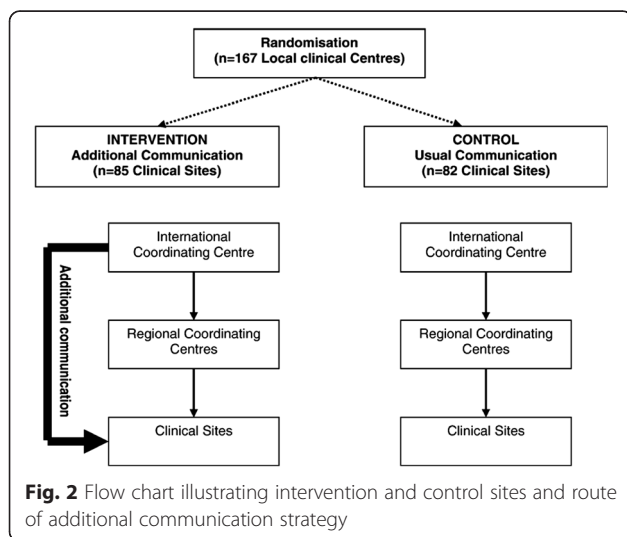 Randomisation
(n=167 Local clinical Centres)
INTERVENTION
Additional Communication
(n=85 Clinical Sites)
CONTROL
Usual Communication
(n=82 Clinical Sites)
Additional communication
International
Coordinating Centre
Regional Coordinating
Centres
Clinical Sites
International
Coordinating Centre
Regional Coordinating
Centres
Clinical Sites
Fig. 2 Flow chart illustrating intervention and control sites and route
of additional communication strategy